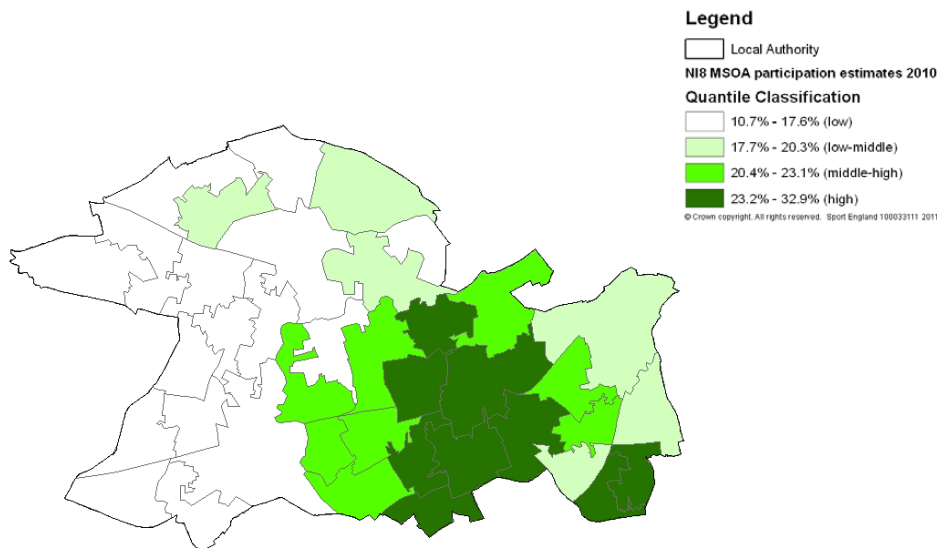 Legend
Local Authority
NI8 MSOA participation estimates 2010
Quantile Classification
10.7% - 17.6% (low)
17.7% - 20.3% (low-middle)
20.4% - 23.1% (middle-high)
23.2% - 32.9% (high)
© Crown copyright. All rights reserved. Sport England 100033111 2011